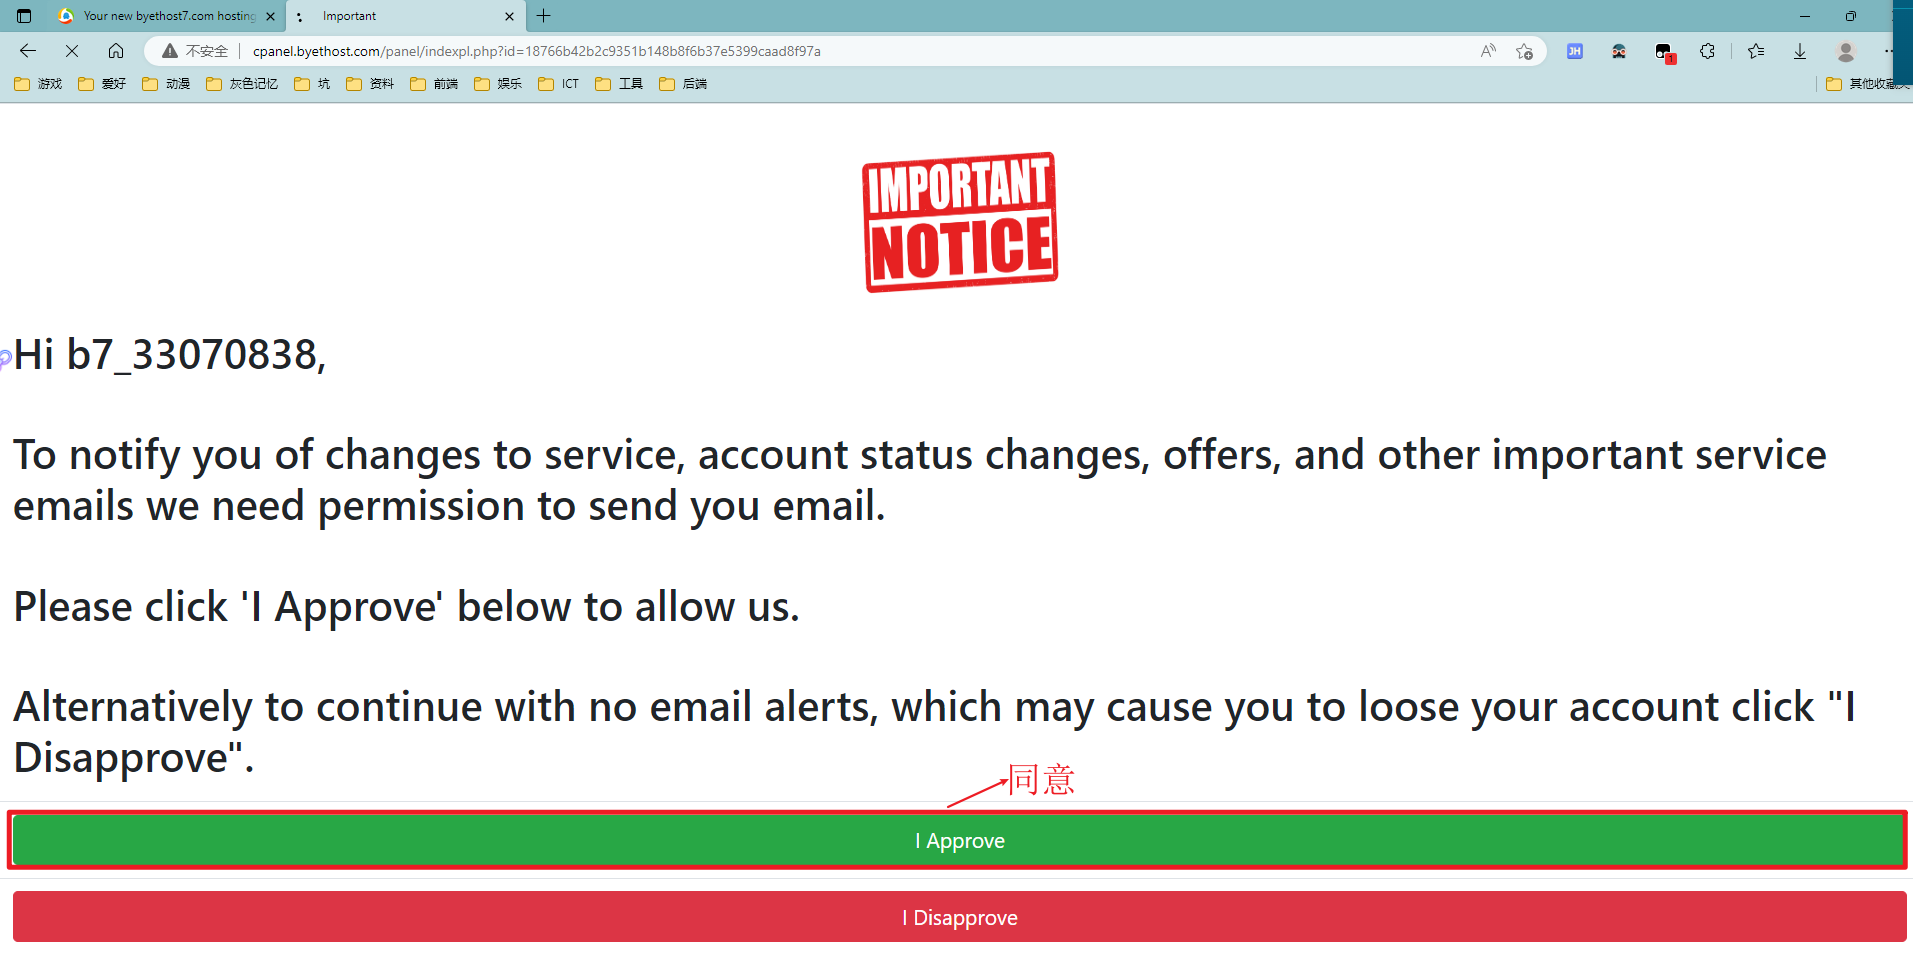 Your new byethost7.com hosting
Important
不安全
cpanel.byethost.com/panel/indexpl.php?id=18766b42b2c9351b148b8f6b37e5399caad8f97a
JH
1
游戏
爱好
动漫
灰色记忆
坑
资料
前端
娱乐
ICT
工具
后端
其他收藏夹
IMPORTANT
NOTICE
Hi b7_33070838,
To notify you of changes to service, account status changes, offers, and other important service
emails we need permission to send you email.
Please click 'I Approve' below to allow us.
Alternatively to continue with no email alerts, which may cause you to loose your account click "I
Disapprove".
同意
I Approve
I Disapprove